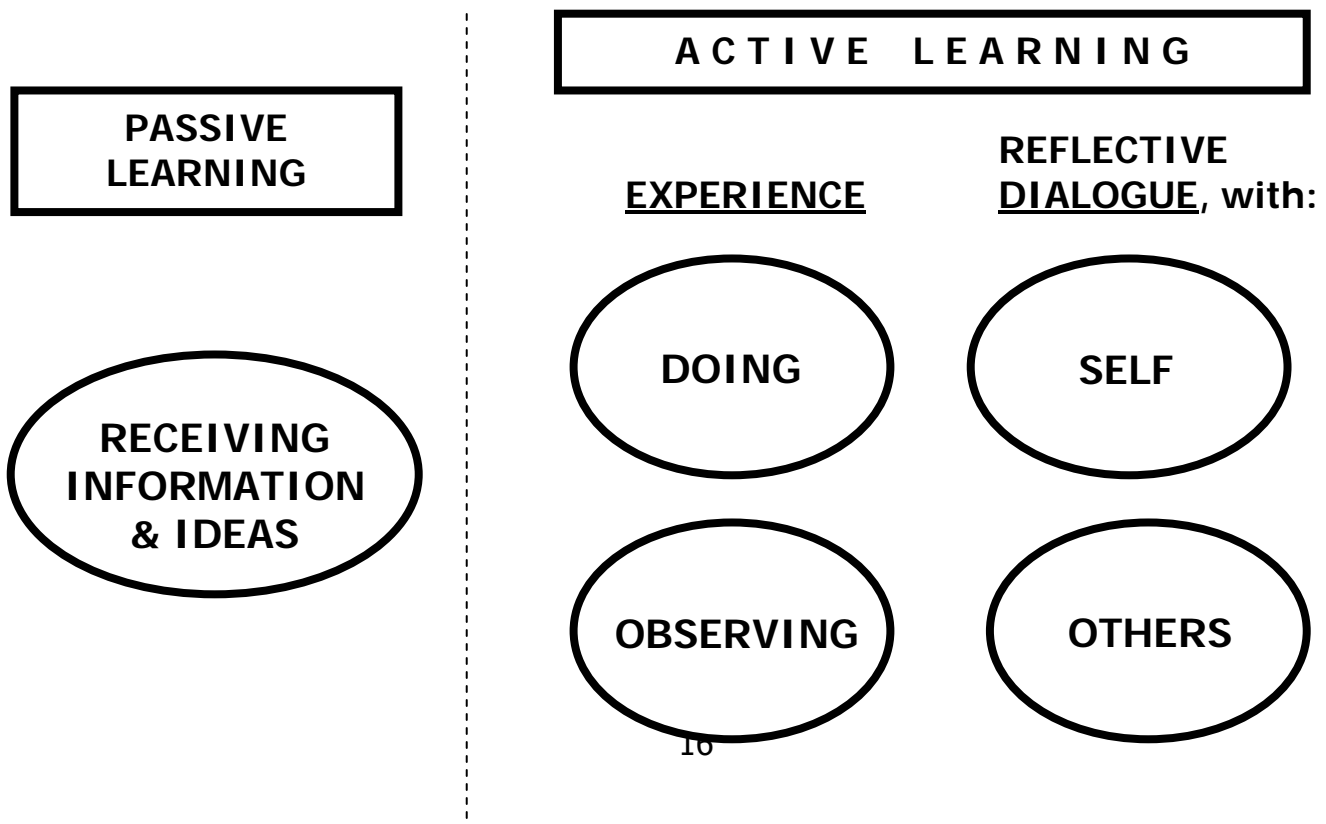 PASSIVE
LEARNING
RECEIVING
INFORMATION
& IDEAS
ACTIVE LEARNING
EXPERIENCE
DOING
OBSERVING
REFLECTIVE
DIALOGUE, with:
SELF
OTHERS
16